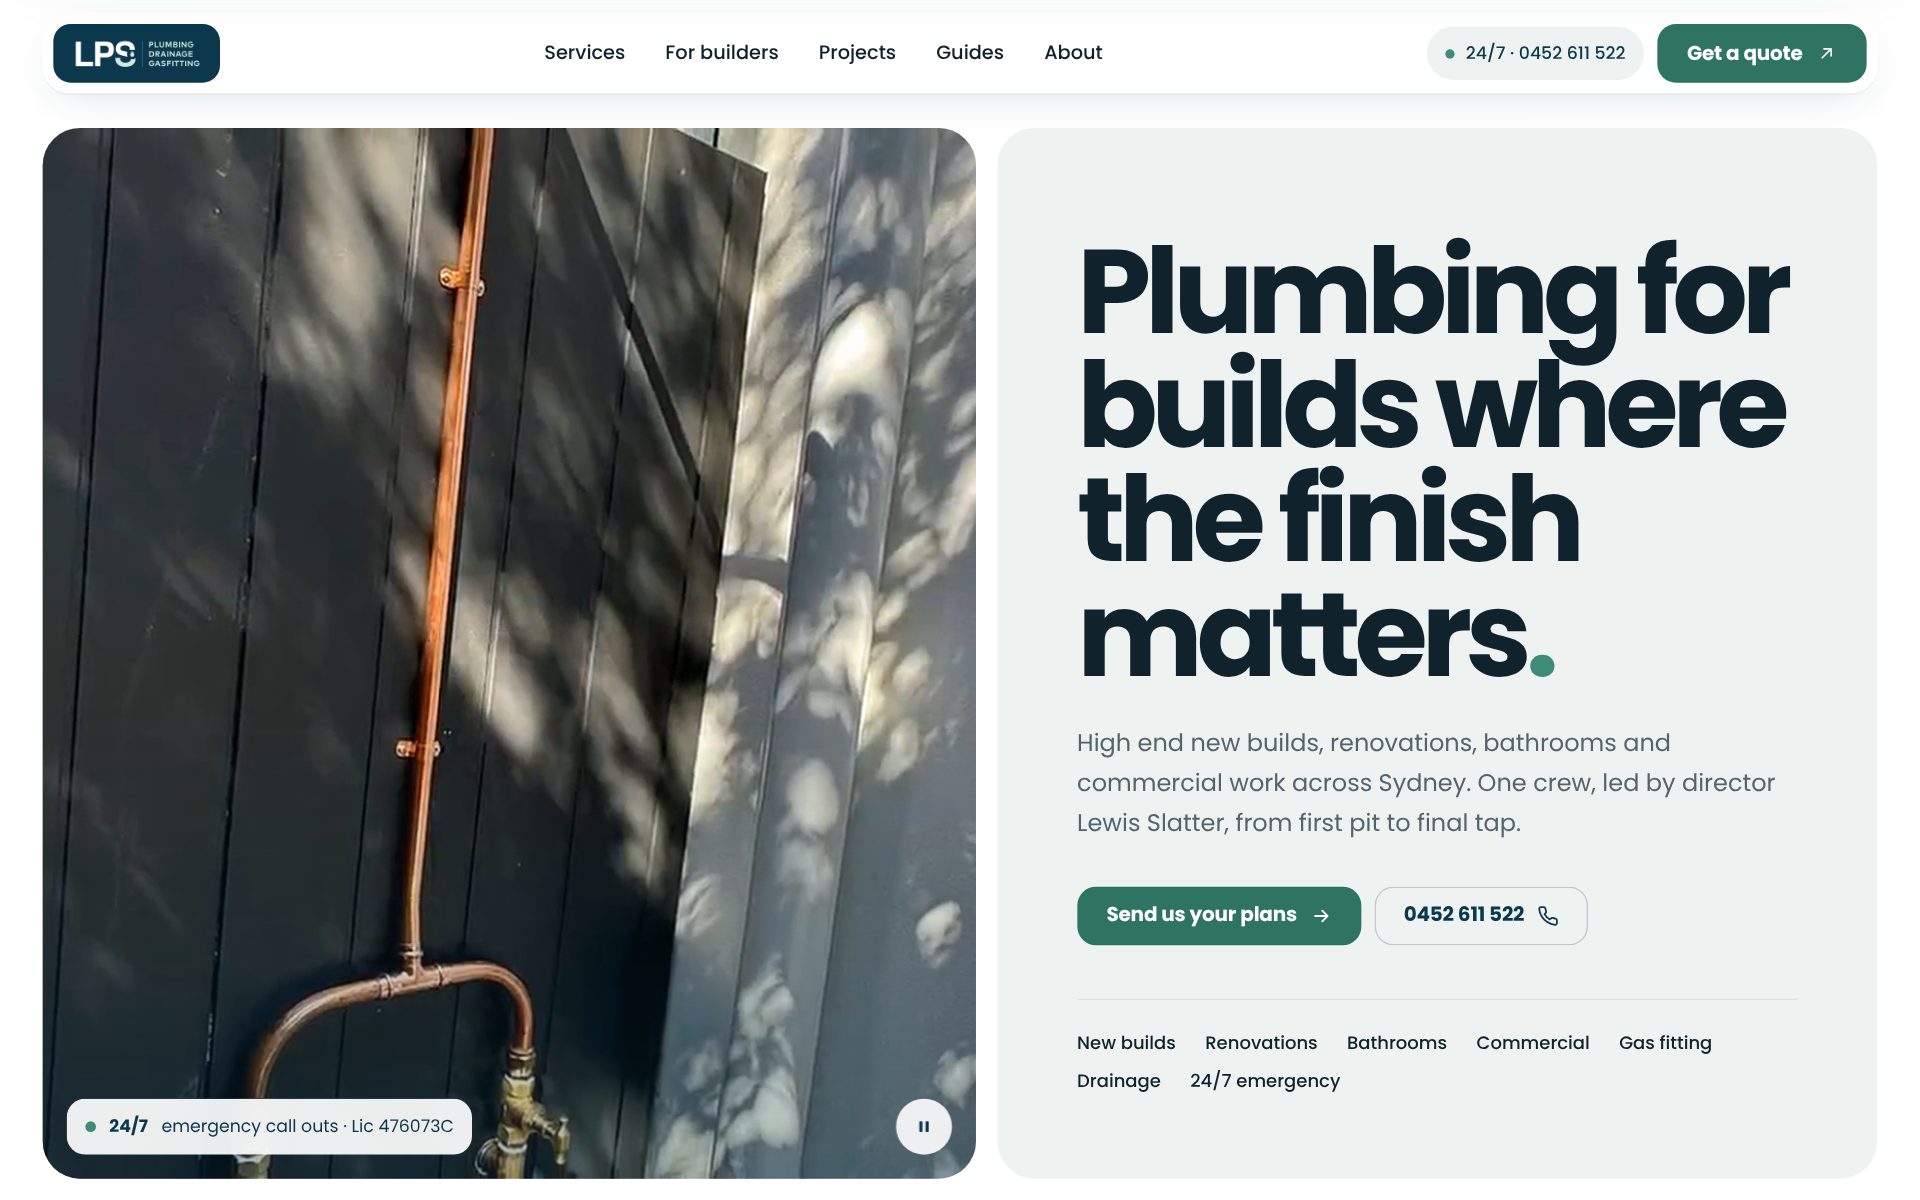 LPS
PLUMBING
DRAINAGE
GASFITTING
Services
For builders
Projects
Guides
About
24/7 · 0452 611 522
Get a quote
Plumbing for
builds where
the finish
matters.
High end new builds, renovations, bathrooms and
commercial work across Sydney. One crew, led by director
Lewis Slatter, from first pit to final tap.
Send us your plans
0452 611 522
New builds
Renovations
Bathrooms
Commercial
Gas fitting
Drainage
24/7 emergency
24/7 emergency call outs · Lic 476073C